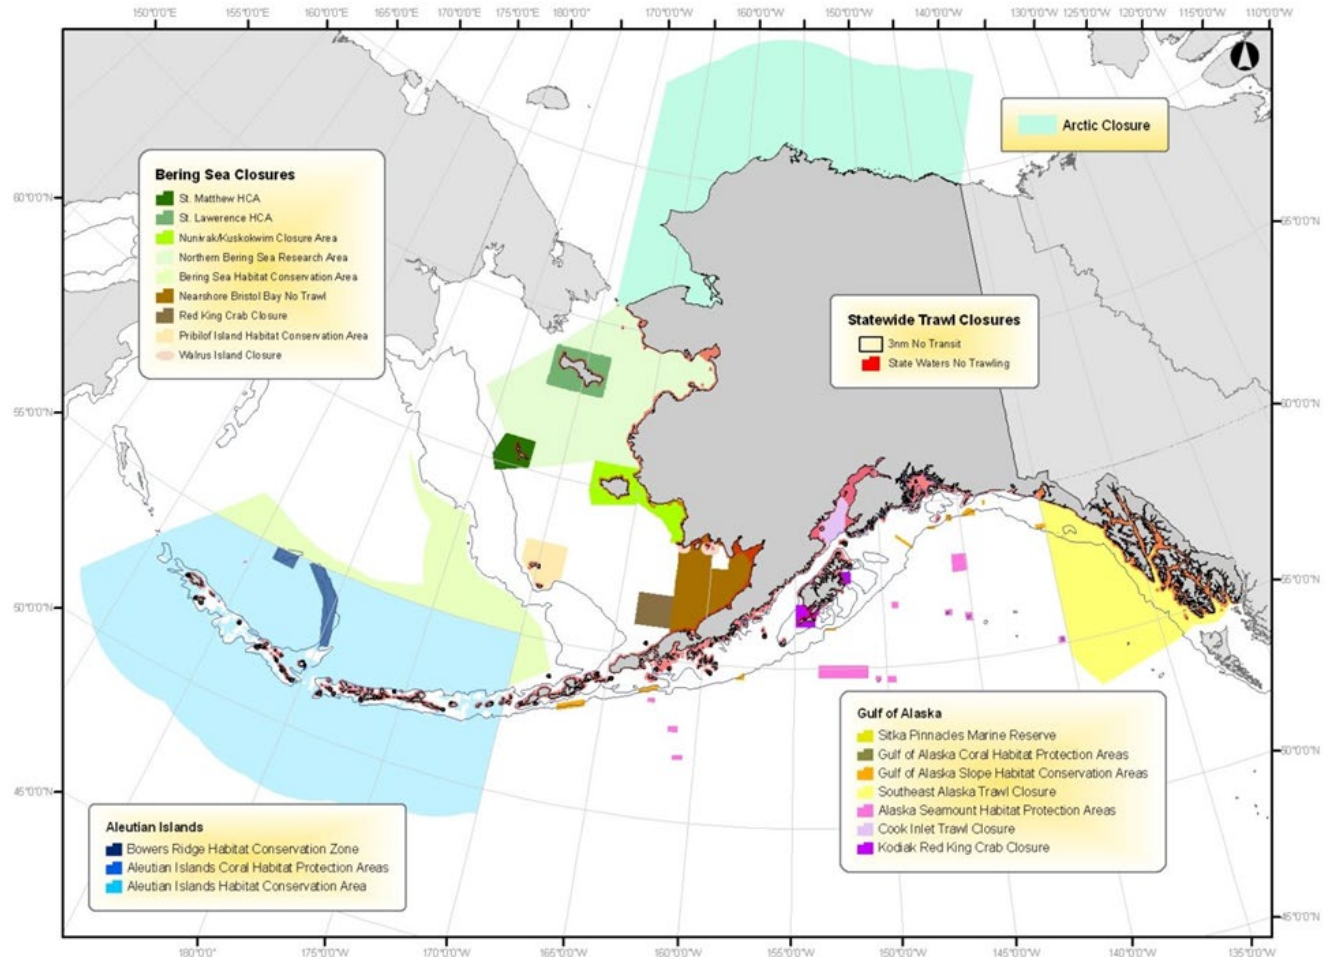 150°0'0"W 155°0'0"W 160°0'0"W 165°0'0"W 170°0'0"W 175°0'0"W 180°0'0" 170°0'0"W 160°0'0"W 150°0'0"W 140°0'0"W 130°0'0"W 125°0'0"W 120°0'0"W 115°0'0"W 110°0'0"W
Arctic Closure
Bering Sea Closures
St. Matthew HCA
St. Lawerence HCA
Nunivak/Kuskokwim Closure Area
Northern Bering Sea Research Area
Bering Sea Habitat Conservation Area
Nearshore Bristol Bay No Trawl
Red King Crab Closure
Pribilof Island Habitat Conservation Area
Walrus Island Closure
60°0'0"N
55°0'0"N
50°0'0"N
45°0'0"N
Statewide Trawl Closures
3nm No Transit
State Waters No Trawling
65°0'0"N
60°0'0"N
55°0'0"N
50°0'0"N
45°0'0"N
Gulf of Alaska
Sitka Pinnacles Marine Reserve
Gulf of Alaska Coral Habitat Protection Areas
Gulf of Alaska Slope Habitat Conservation Areas
Southeast Alaska Trawl Closure
Alaska Seamount Habitat Protection Areas
Cook Inlet Trawl Closure
Kodiak Red King Crab Closure
Aleutian Islands
Bowers Ridge Habitat Conservation Zone
Aleutian Islands Coral Habitat Protection Areas
Aleutian Islands Habitat Conservation Area
180°0'0" 175°0'0"W 170°0'0"W 165°0'0"W 160°0'0"W 155°0'0"W 150°0'0"W 145°0'0"W 140°0'0"W 135°0'0"W